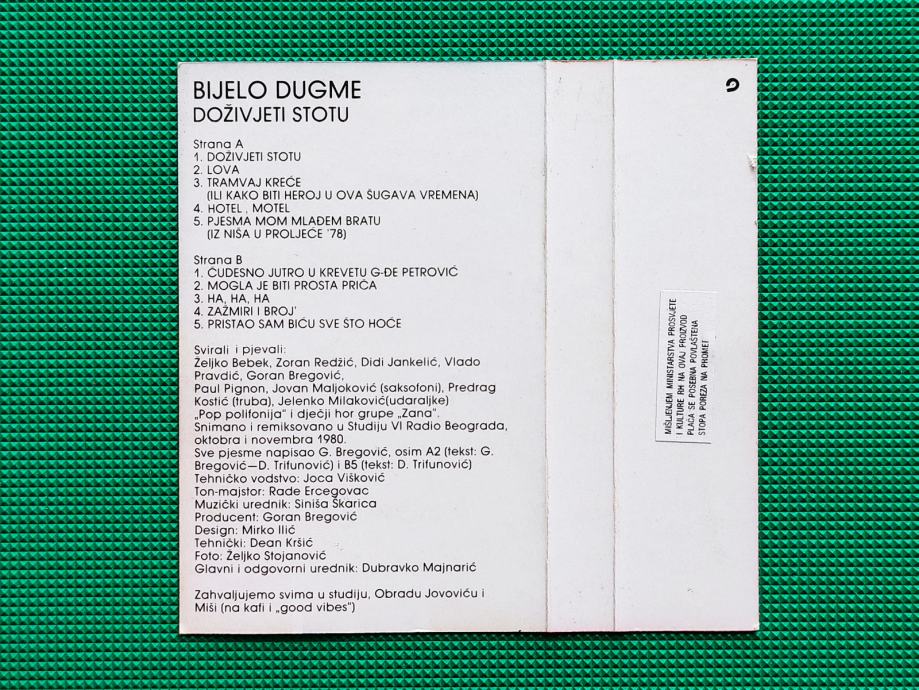 BIJELO DUGME
DOŽIVJETI STOTU
Strana A
1. DOŽIVJETI STOTU
2. LOVA
3. TRAMVAJ KREĆE
(ILI KAKO BITI HEROJ U OVA ŠUGAVA VREMENA)
4. HOTEL , MOTEL
5. PJESMA MOM MLAĐEM BRATU
(IZ NIŠA U PROLJEĆE '78)
Strana B
1. ČUDESNO JUTRO U KREVETU G-ĐE PETROVIĆ
2. MOGLA JE BITI PROSTA PRIČA
3. HA, HA, HA
4. ZAŽMIRI I BROJ'
5. PRISTAO SAM BIĆU SVE ŠTO HOĆE
Svirali i pjevali:
Željko Bebek, Zoran Redžić, Didi Jankelić, Vlado
Pravdić, Goran Bregović,
Paul Pignon, Jovan Maljoković (saksofoni), Predrag
Kostić (truba), Jelenko Milaković(udaraljke)
„Pop polifonija" i dječji hor grupe „Zana".
Snimano i remiksovano u Studiju VI Radio Beograda,
oktobra i novembra 1980.
Sve pjesme napisao G. Bregović, osim A2 (tekst: G.
Bregović—D. Trifunović) i B5 (tekst: D. Trifunović)
Tehničko vodstvo: Joca Višković
Ton-majstor: Rade Ercegovac
Muzički urednik: Siniša Škarica
Producent: Goran Bregović
Design: Mirko Ilić
Tehnički: Dean Kršić
Foto: Željko Stojanović
Glavni i odgovorni urednik: Dubravko Majnarić
Zahvaljujemo svima u studiju, Obradu Jovoviću i
Miši (na kafi i „good vibes")
MIŠLJENJEM MINISTARSTVA PROSVJETE
I KULTURE RH NA OVAJ PROIZVOD
PLAĆA SE POSEBNA POVLAŠTENA
STOPA POREZA NA PROMET